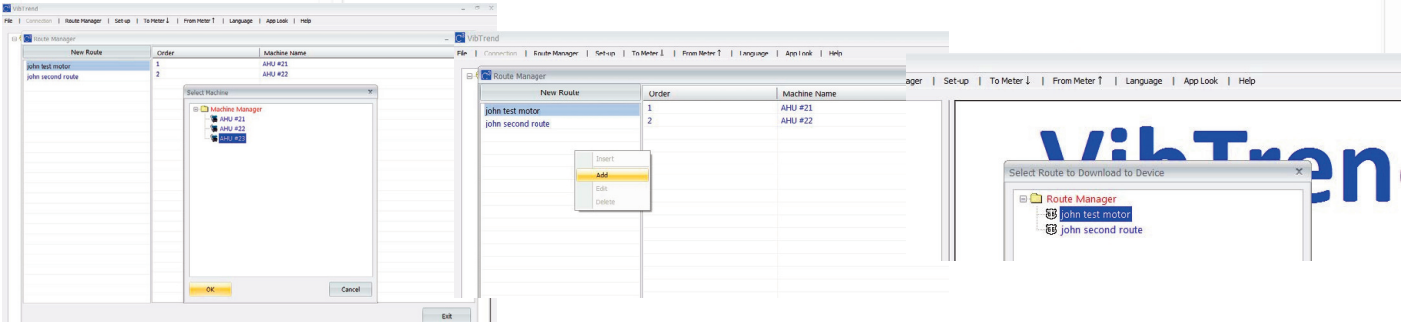 VibTrend
File | Connection | Route Manager | Set-up | To Meter ↓ | From Meter ↑ | Language | App Look | Help
Route Manager
New Route Order Machine Name
john test motor 1 AHU #21
john second route 2 AHU #22
Select Machine X
Machine Manager
AHU #21
AHU #22
AHU #23
OK Cancel
Exit
VibTrend
File | Connection | Route Manager | Set-up | To Meter ↓ | From Meter ↑ | Language | App Look | Help
Route Manager
New Route Order Machine Name
john test motor 1 AHU #21
john second route 2 AHU #22
Insert
Add
Edit
Delete
ager | Set-up | To Meter ↓ | From Meter ↑ | Language | App Look | Help
VibTren
Select Route to Download to Device X
Route Manager
john test motor
john second route